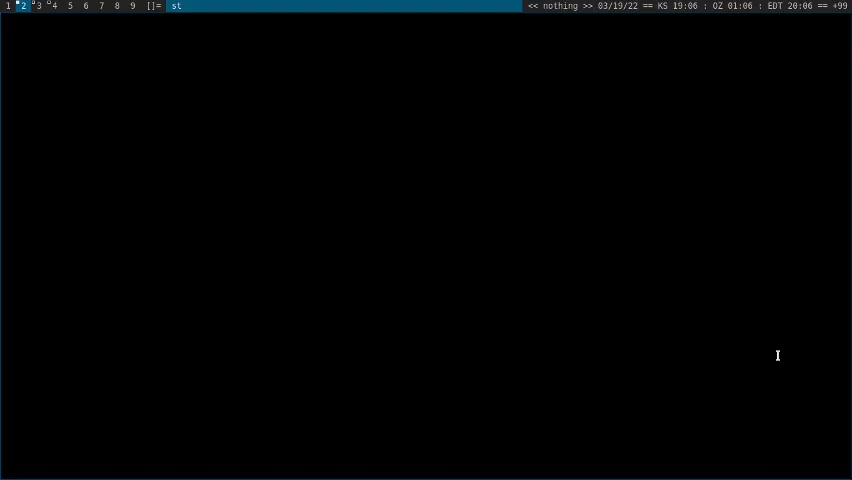 1 2 3 4 5 6 7 8 9 []= st << nothing >> 03/19/22 == KS 19:06 : OZ 01:06 : EDT 20:06 == +99